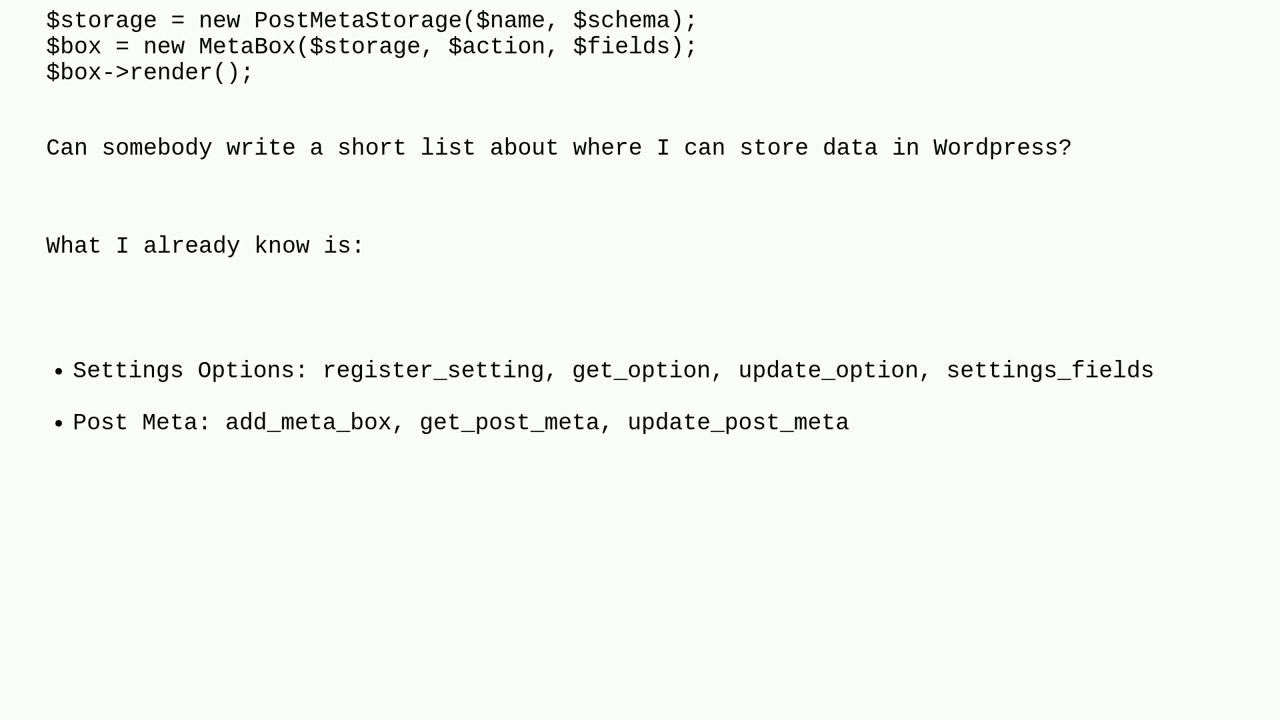 $storage = new PostMetaStorage($name, $schema);
$box = new MetaBox($storage, $action, $fields);
$box->render();
Can somebody write a short list about where I can store data in Wordpress?
What I already know is:
• Settings Options: register_setting, get_option, update_option, settings_fields
• Post Meta: add_meta_box, get_post_meta, update_post_meta